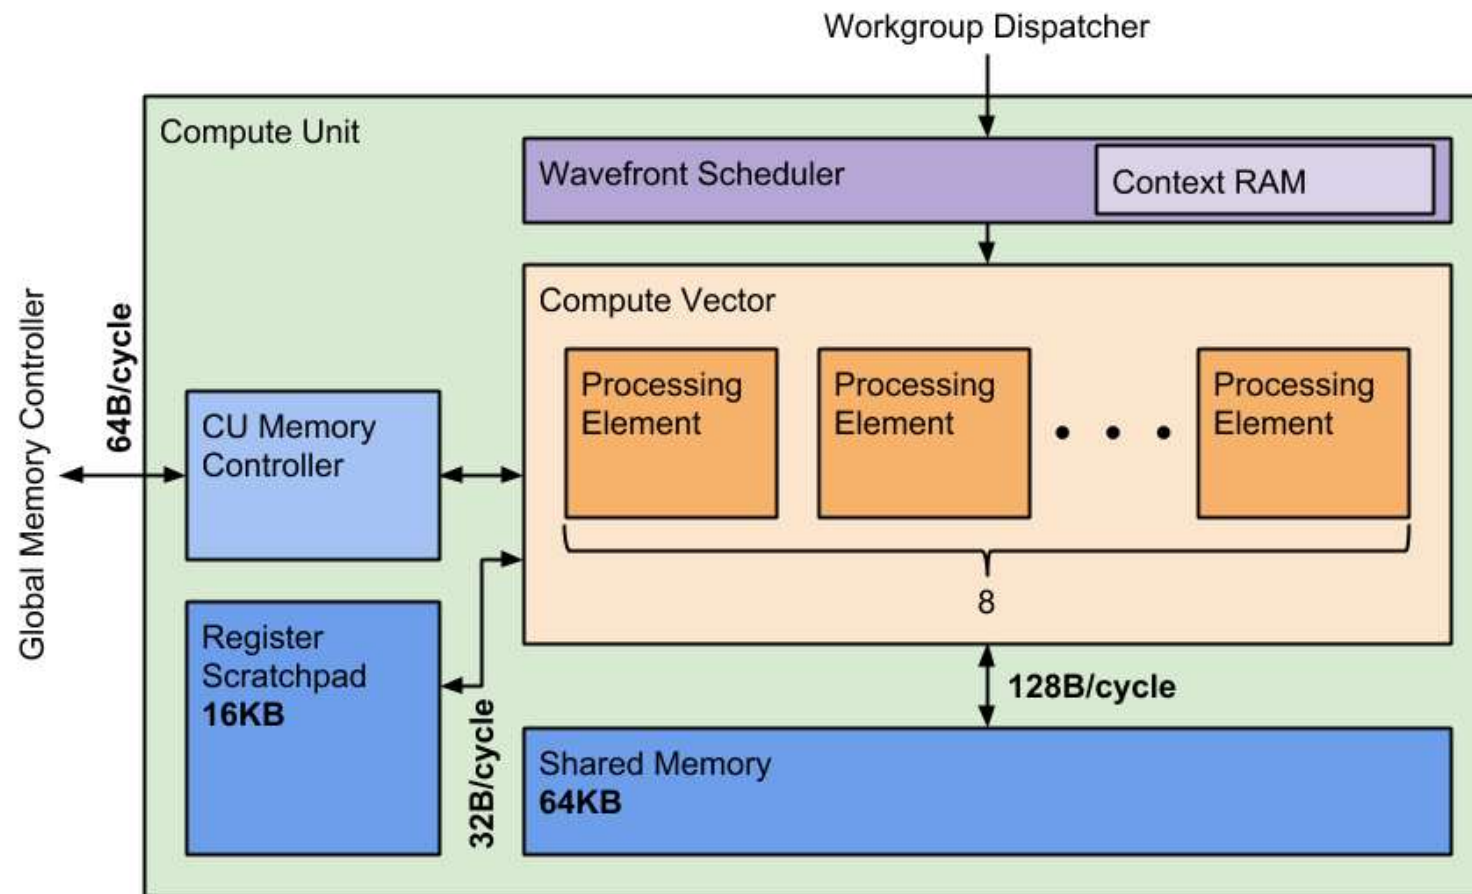 Workgroup Dispatcher
Compute Unit
Wavefront Scheduler
Context RAM
Compute Vector
Processing
Element
Processing
Element
• • •
Processing
Element
8
Global Memory Controller
64B/cycle
CU Memory
Controller
Register
Scratchpad
16KB
32B/cycle
128B/cycle
Shared Memory
64KB